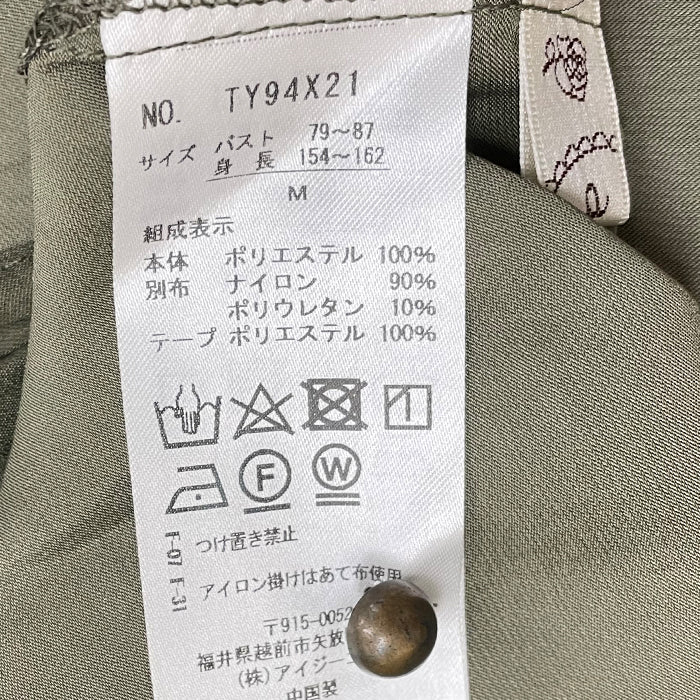 NO. TY94X21
サイズ バスト 79～87
身長 154～162
M
組成表示
本体 ポリエステル 100%
別布 ナイロン 90%
ポリウレタン 10%
テープ ポリエステル 100%
F
W
つけ置き禁止
F-07 F-31
アイロン掛けはあて布使用
〒915-0052
福井県越前市矢放
(株)アイジー
中国製